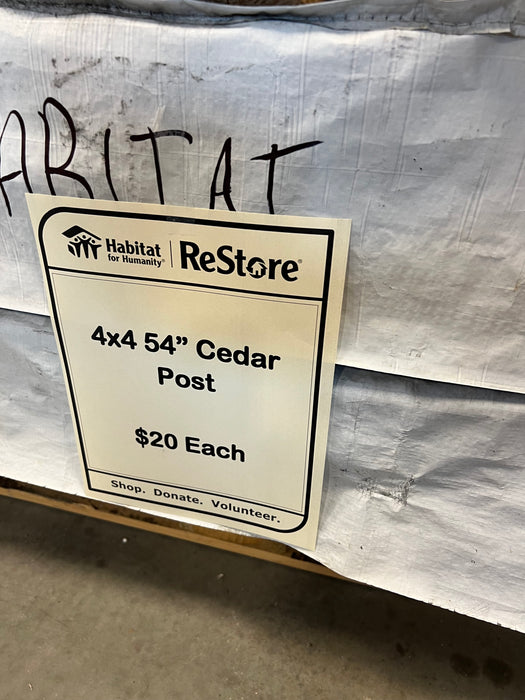 ABITAT
Habitat
for Humanity®
ReStore®
4x4 54” Cedar
Post
$20 Each
Shop. Donate. Volunteer.